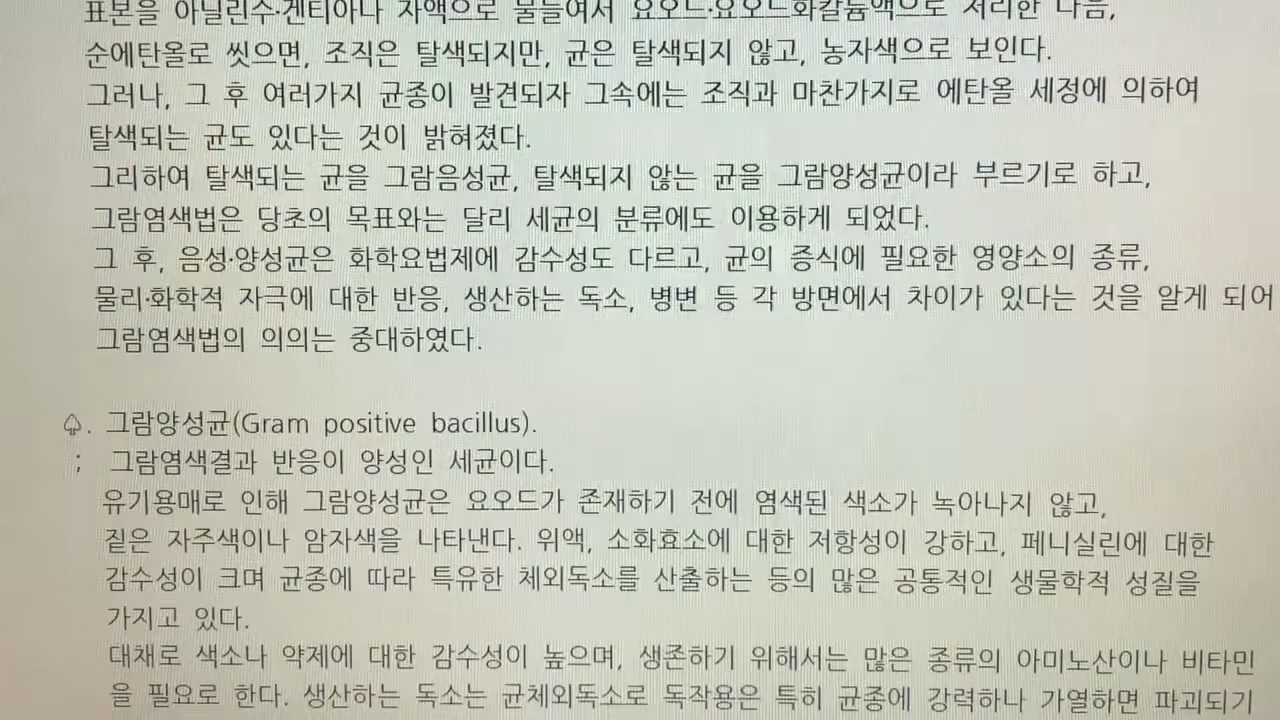 표본을 아닐린수·겐티아나 자액으로 물들여서 요오드·요오드화칼륨액으로 처리한 다음,
순에탄올로 씻으면, 조직은 탈색되지만, 균은 탈색되지 않고, 농자색으로 보인다.
그러나, 그 후 여러가지 균종이 발견되자 그속에는 조직과 마찬가지로 에탄올 세정에 의하여
탈색되는 균도 있다는 것이 밝혀졌다.
그리하여 탈색되는 균을 그람음성균, 탈색되지 않는 균을 그람양성균이라 부르기로 하고,
그람염색법은 당초의 목표와는 달리 세균의 분류에도 이용하게 되었다.
그 후, 음성·양성균은 화학요법제에 감수성도 다르고, 균의 증식에 필요한 영양소의 종류,
물리·화학적 자극에 대한 반응, 생산하는 독소, 병변 등 각 방면에서 차이가 있다는 것을 알게 되어
그람염색법의 의의는 중대하였다.
♤. 그람양성균(Gram positive bacillus).
; 그람염색결과 반응이 양성인 세균이다.
유기용매로 인해 그람양성균은 요오드가 존재하기 전에 염색된 색소가 녹아나지 않고,
짙은 자주색이나 암자색을 나타낸다. 위액, 소화효소에 대한 저항성이 강하고, 페니실린에 대한
감수성이 크며 균종에 따라 특유한 체외독소를 산출하는 등의 많은 공통적인 생물학적 성질을
가지고 있다.
대채로 색소나 약제에 대한 감수성이 높으며, 생존하기 위해서는 많은 종류의 아미노산이나 비타민
을 필요로 한다. 생산하는 독소는 균체외독소로 독작용은 특히 균종에 강력하나 가열하면 파괴되기